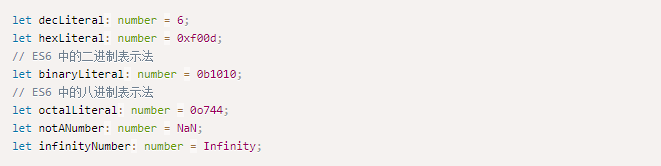 let decLiteral: number = 6;
let hexLiteral: number = 0xf00d;
// ES6 中的二进制表示法
let binaryLiteral: number = 0b1010;
// ES6 中的八进制表示法
let octalLiteral: number = 0o744;
let notANumber: number = NaN;
let infinityNumber: number = Infinity;